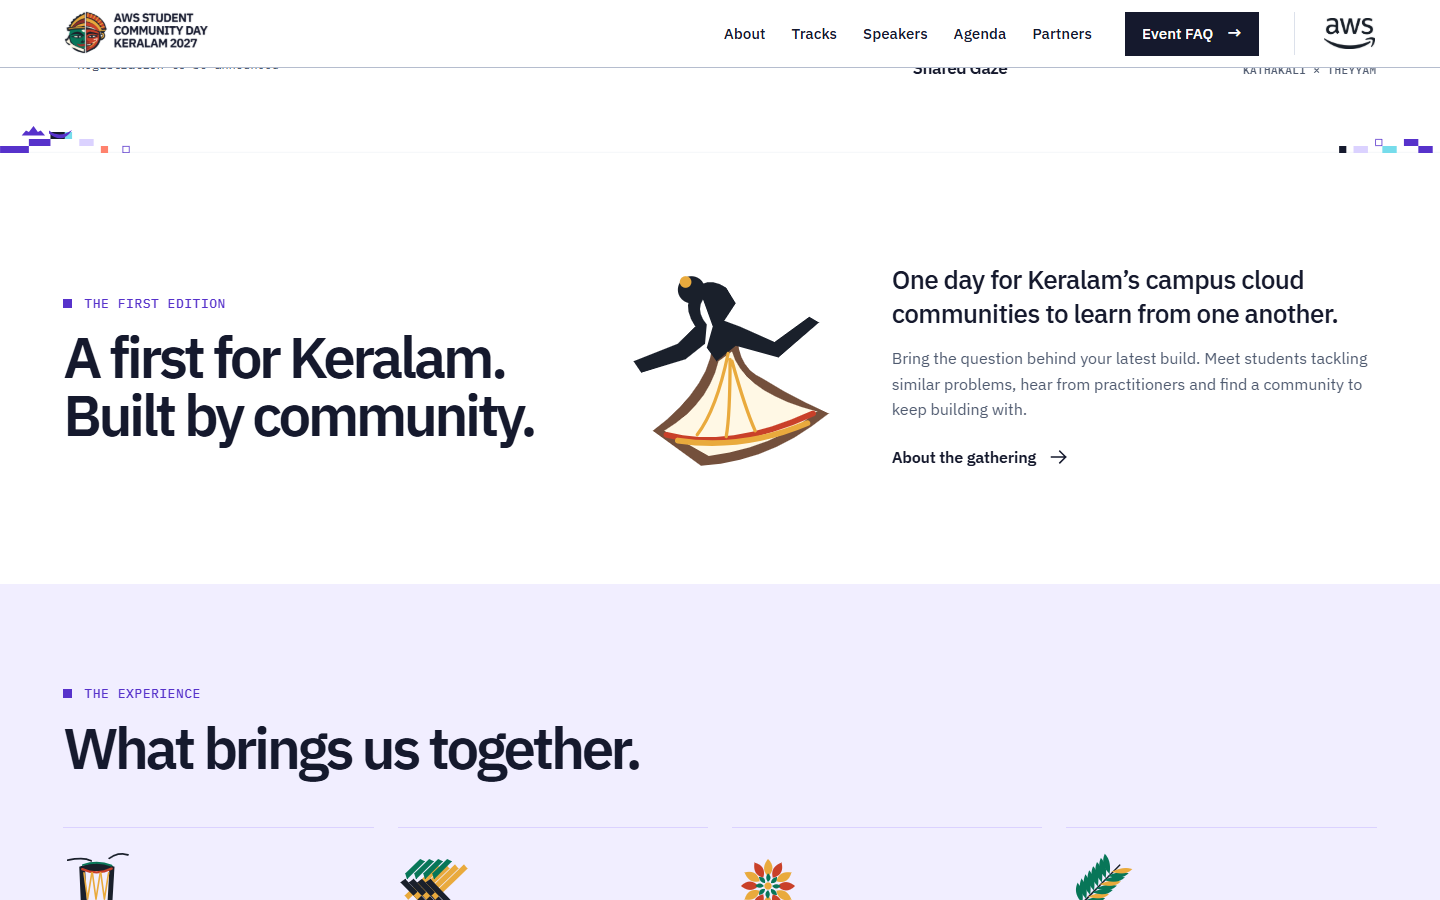 AWS STUDENT
COMMUNITY DAY
KERALAM 2027
About
Tracks
Speakers
Agenda
Partners
Event FAQ →
aws
Shared Gaze
KATHAKALI × THEYYAM
THE FIRST EDITION
A first for Keralam.
Built by community.
One day for Keralam’s campus cloud
communities to learn from one another.
Bring the question behind your latest build. Meet students tackling
similar problems, hear from practitioners and find a community to
keep building with.
About the gathering →
THE EXPERIENCE
What brings us together.